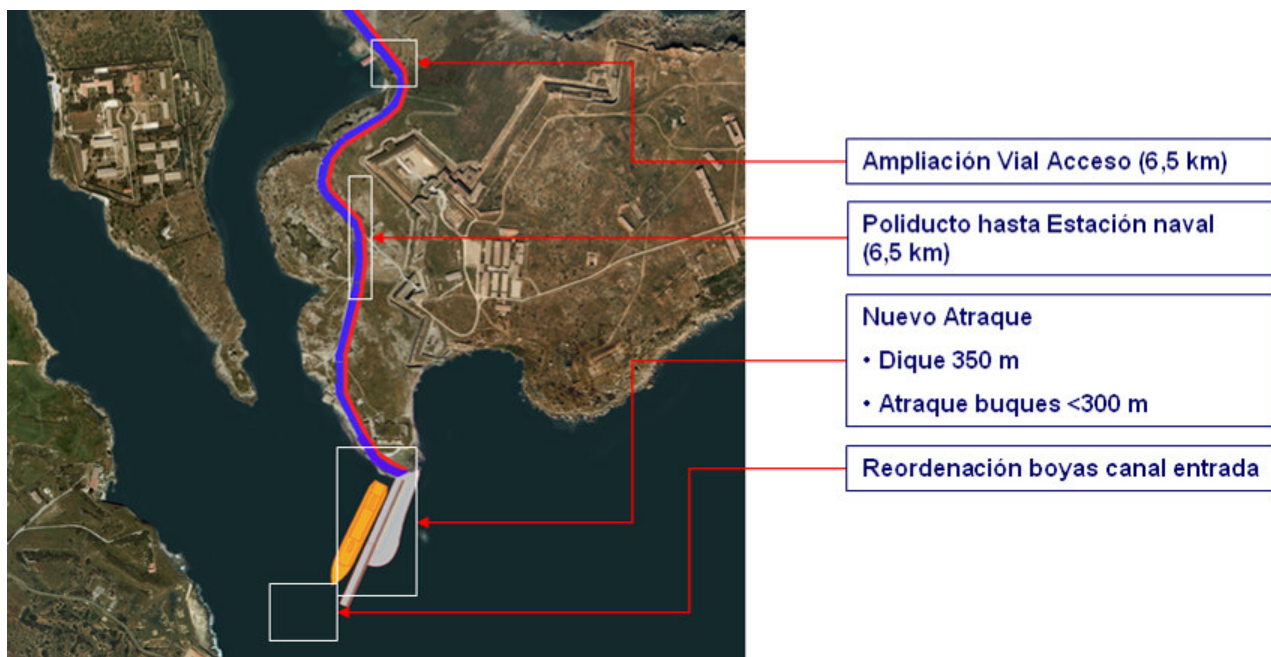 Ampliación Vial Acceso (6,5 km)
Poliducto hasta Estación naval
(6,5 km)
Nuevo Atraque
• Dique 350 m
• Atraque buques <300 m
Reordenación boyas canal entrada